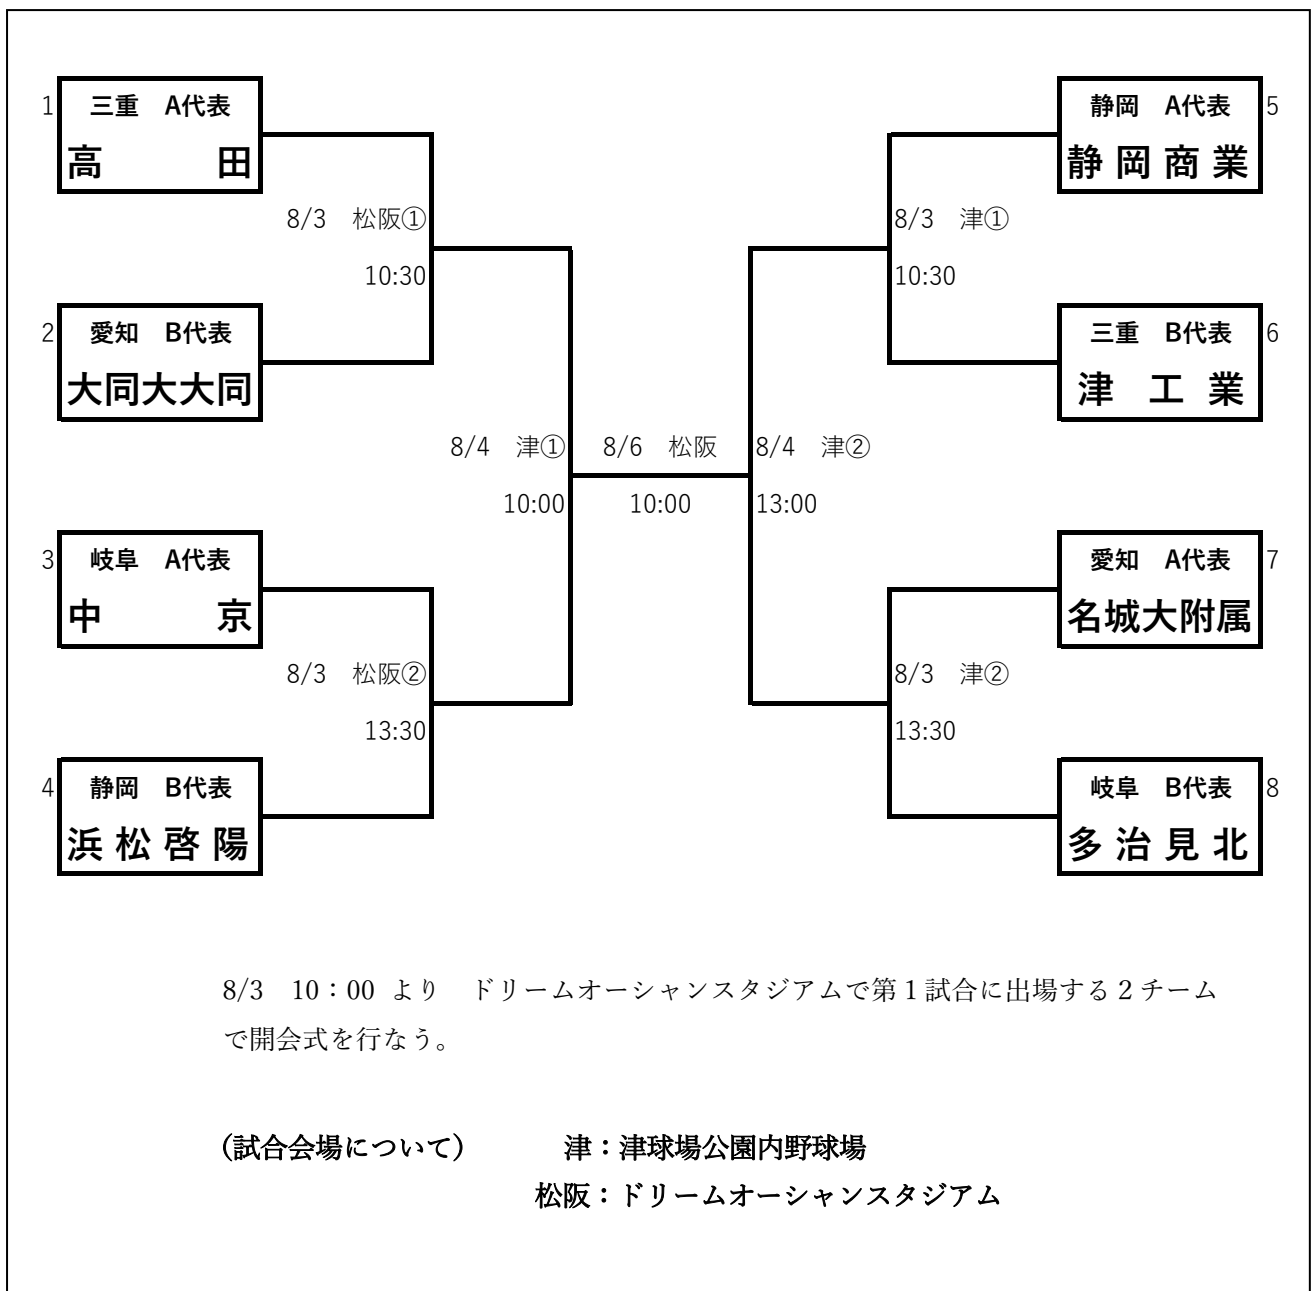 1
三重　A代表
高　　　田
8/3　松阪①
10:30
2
愛知　B代表
大同大大同
8/4　津①
10:00
3
岐阜　A代表
中　　　京
8/3　松阪②
13:30
4
静岡　B代表
浜松啓陽
8/6　松阪
10:00
静岡　A代表
5
静岡商業
8/3　津①
10:30
三重　B代表
6
津　工　業
8/4　津②
13:00
愛知　A代表
7
名城大附属
8/3　津②
13:30
岐阜　B代表
8
多治見北
8/3　10：00 より　ドリームオーシャンスタジアムで第１試合に出場する２チーム
で開会式を行なう。
（試合会場について）　　　津：津球場公園内野球場
松阪：ドリームオーシャンスタジアム